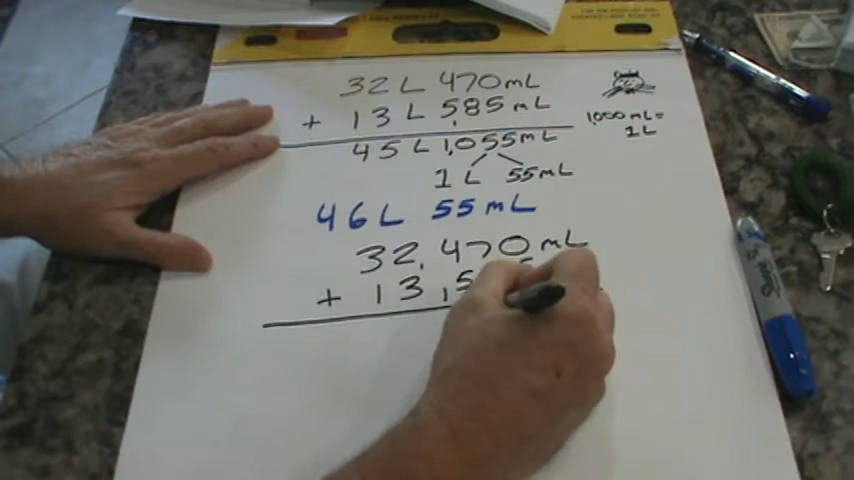 32 L 470 mL
+ 13 L 585 mL
1,000 mL =
1 L
45 L 1,055 mL
1 L 55 mL
46 L 55 mL
32,470 mL
+ 13,5